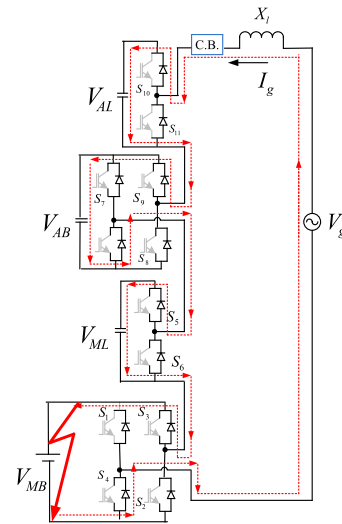 X_l
C.B.
I_g
V_AL
S_10
S_11
V_AB
S_7
S_9
S_8
V_g
V_ML
S_5
S_6
V_MB
S_1
S_3
S_4
S_2